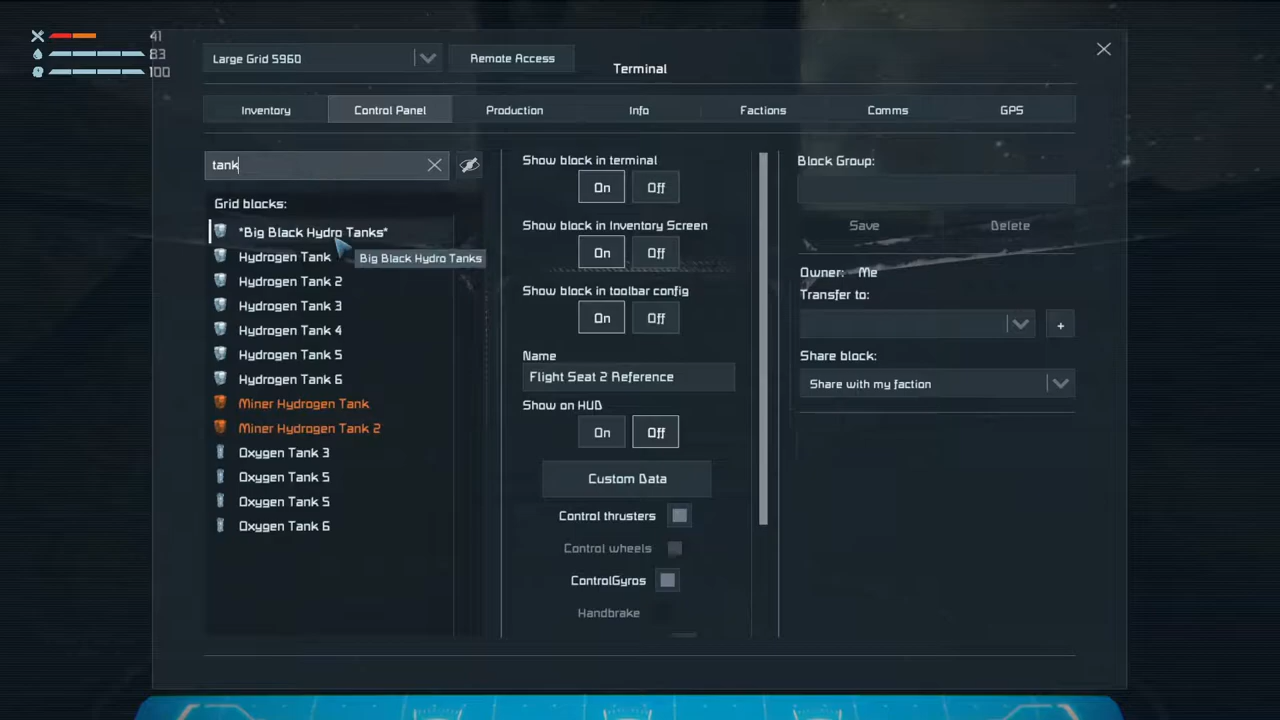 41
83
100
Large Grid 5960
Remote Access
Terminal
Inventory
Control Panel
Production
Info
Factions
Comms
GPS
tank
Grid blocks:
*Big Black Hydro Tanks*
Hydrogen Tank
Big Black Hydro Tanks
Hydrogen Tank 2
Hydrogen Tank 3
Hydrogen Tank 4
Hydrogen Tank 5
Hydrogen Tank 6
Miner Hydrogen Tank
Miner Hydrogen Tank 2
Oxygen Tank 3
Oxygen Tank 5
Oxygen Tank 5
Oxygen Tank 6
Show block in terminal
On Off
Show block in Inventory Screen
On Off
Show block in toolbar config
On Off
Name
Flight Seat 2 Reference
Show on HUD
On Off
Custom Data
Control thrusters
Control wheels
ControlGyros
Handbrake
Block Group:
Save Delete
Owner: Me
Transfer to:
+
Share block:
Share with my faction